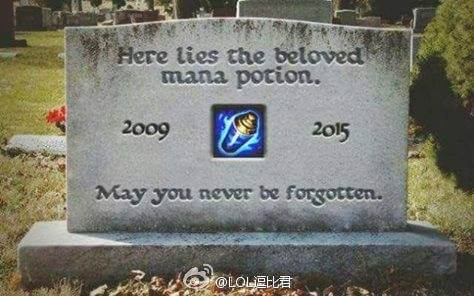 Here lies the beloved
mana potion.
2009 2015
May you never be forgotten.
@LOL逗比君